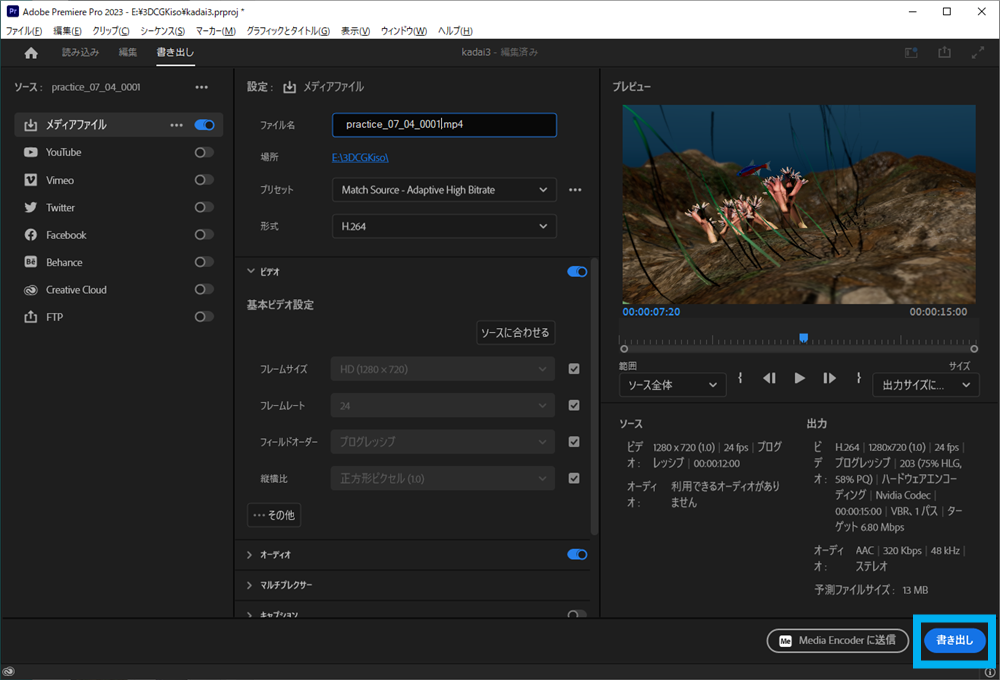 Pr Adobe Premiere Pro 2023 - E:¥3DCGKiso¥kadai3.prproj *
ファイル(F) 編集(E) クリップ(C) シーケンス(S) マーカー(M) グラフィックとタイトル(G) 表示(V) ウィンドウ(W) ヘルプ(H)
読み込み 編集 書き出し kadai3 - 編集済み
ソース： practice_07_04_0001 •••
メディアファイル •••
YouTube
Vimeo
Twitter
Facebook
Bē Behance
Creative Cloud
FTP
設定： メディアファイル
ファイル名 practice_07_04_0001.mp4
場所 E:\3DCGKiso\
プリセット Match Source - Adaptive High Bitrate •••
形式 H.264
ビデオ
基本ビデオ設定
ソースに合わせる
フレームサイズ HD (1280 x 720)
フレームレート 24
フィールドオーダー プログレッシブ
縦横比 正方形ピクセル (1.0)
••• その他
オーディオ
マルチプレクサー
キャプション
プレビュー
00:00:07:20 00:00:15:00
範囲 サイズ
ソース全体 { } 出力サイズに...
ソース
ビデ 1280 x 720 (1.0) | 24 fps | プログ
オ： レッシブ | 00:00:12:00
オーディ 利用できるオーディオがあり
オ： ません
出力
ビ H.264 | 1280x720 (1.0) | 24 fps |
デ プログレッシブ | 203 (75% HLG,
オ： 58% PQ) | ハードウェアエンコー
ディング | Nvidia Codec |
00:00:15:00 | VBR、1 パス | ター
ゲット 6.80 Mbps
オーディ AAC | 320 Kbps | 48 kHz |
オ： ステレオ
予測ファイルサイズ： 13 MB
Me Media Encoder に送信 書き出し